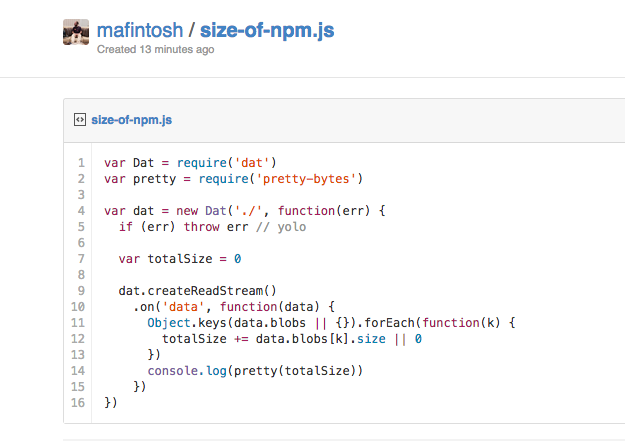 mafintosh / size-of-npm.js
Created 13 minutes ago
size-of-npm.js
1 var Dat = require('dat')
2 var pretty = require('pretty-bytes')
3
4 var dat = new Dat('./', function(err) {
5   if (err) throw err // yolo
6
7   var totalSize = 0
8
9   dat.createReadStream()
10     .on('data', function(data) {
11       Object.keys(data.blobs || {}).forEach(function(k) {
12         totalSize += data.blobs[k].size || 0
13       })
14       console.log(pretty(totalSize))
15     })
16 })